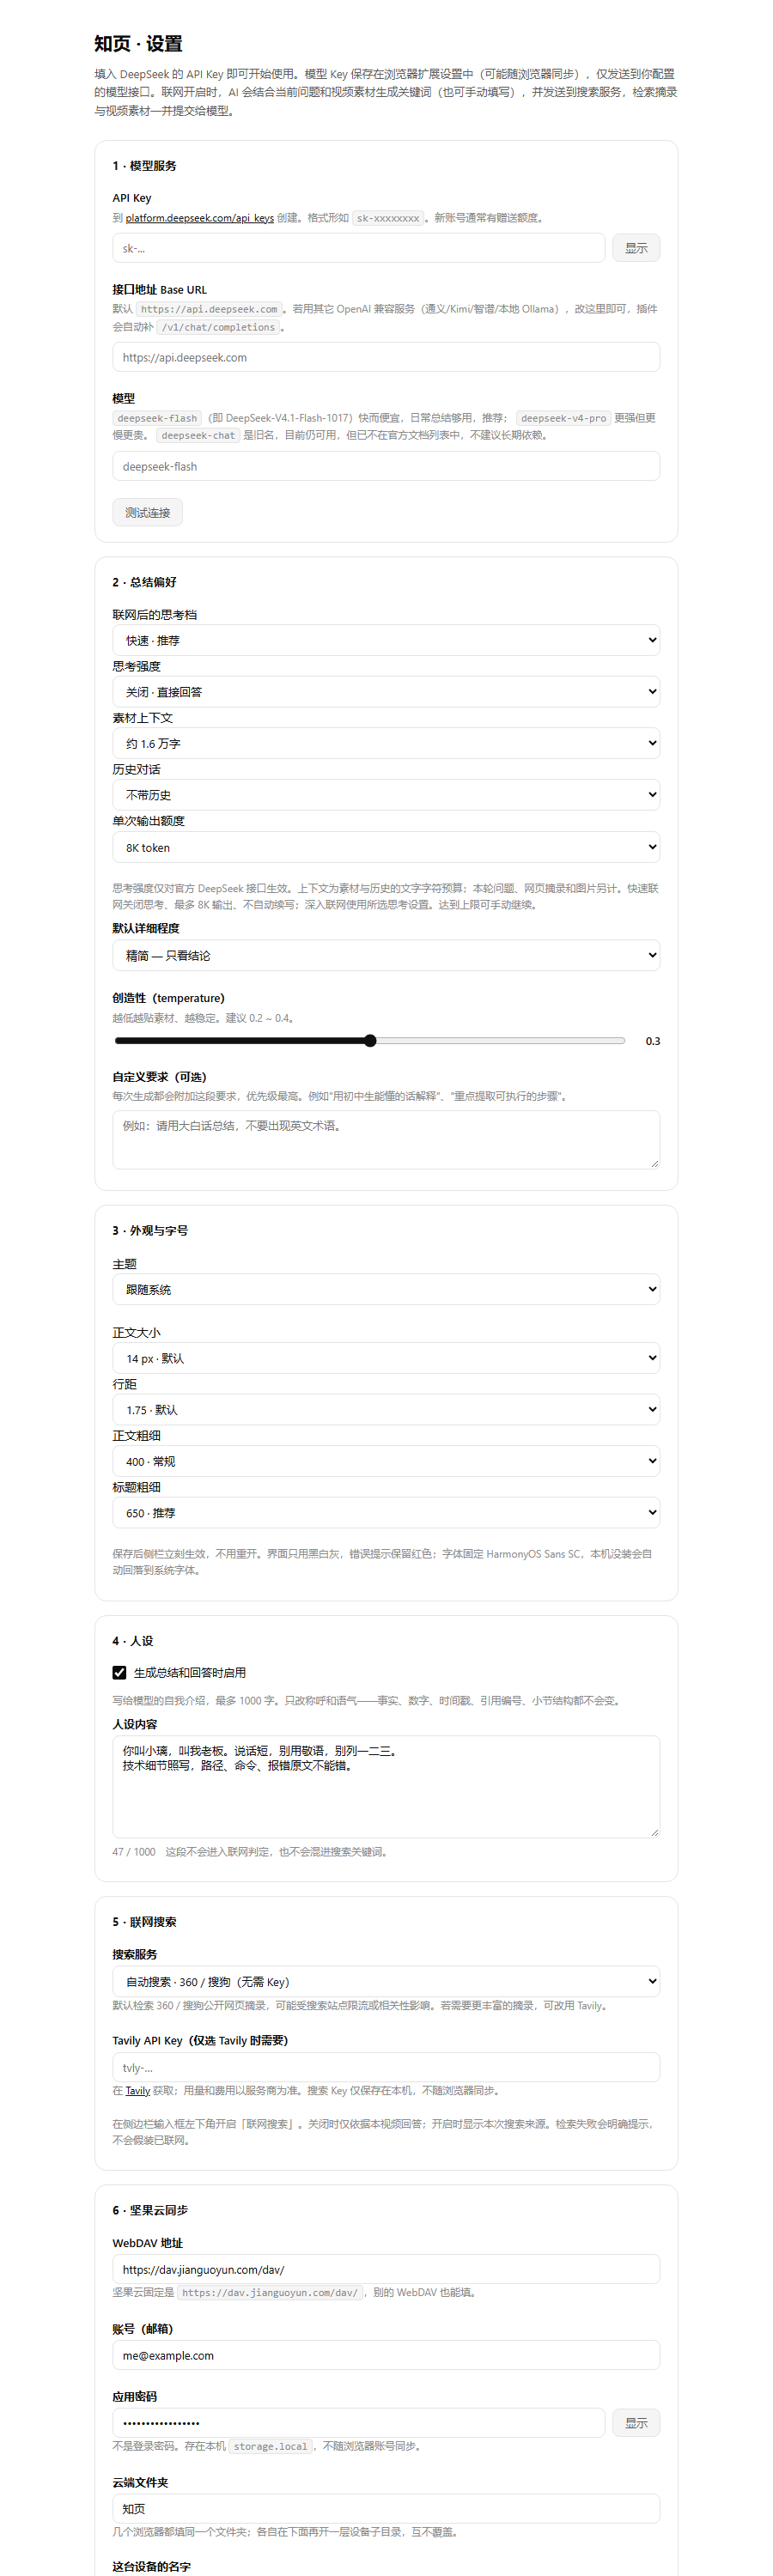 知页 · 设置
填入 DeepSeek 的 API Key 即可开始使用。模型 Key 保存在浏览器扩展设置中（可能随浏览器同步），仅发送到你配置
的模型接口。联网开启时，AI 会结合当前问题和视频素材生成关键词（也可手动填写），并发送到搜索服务，检索摘录
与视频素材一并提交给模型。
1 · 模型服务
API Key
到 platform.deepseek.com/api_keys 创建。格式形如 sk-xxxxxxxx 。新账号通常有赠送额度。
sk-...
显示
接口地址 Base URL
默认 https://api.deepseek.com 。若用其它 OpenAI 兼容服务（通义/Kimi/智谱/本地 Ollama），改这里即可，插件
会自动补 /v1/chat/completions 。
https://api.deepseek.com
模型
deepseek-flash （即 DeepSeek-V4.1-Flash-1017）快而便宜，日常总结够用，推荐； deepseek-v4-pro 更强但更
慢更贵。 deepseek-chat 是旧名，目前仍可用，但已不在官方文档列表中，不建议长期依赖。
deepseek-flash
测试连接
2 · 总结偏好
联网后的思考档
快速 · 推荐
思考强度
关闭 · 直接回答
素材上下文
约 1.6 万字
历史对话
不带历史
单次输出额度
8K token
思考强度仅对官方 DeepSeek 接口生效。上下文为素材与历史的文字字符预算；本轮问题、网页摘录和图片另计。快速联
网关闭思考、最多 8K 输出、不自动续写；深入联网使用所选思考设置。达到上限可手动继续。
默认详细程度
精简 — 只看结论
创造性（temperature）
越低越贴素材、越稳定。建议 0.2 ~ 0.4。
0.3
自定义要求（可选）
每次生成都会附加这段要求，优先级最高。例如"用初中生能懂的话解释"、"重点提取可执行的步骤"。
例如：请用大白话总结，不要出现英文术语。
3 · 外观与字号
主题
跟随系统
正文大小
14 px · 默认
行距
1.75 · 默认
正文粗细
400 · 常规
标题粗细
650 · 推荐
保存后侧栏立刻生效，不用重开。界面只用黑白灰，错误提示保留红色；字体固定 HarmonyOS Sans SC，本机没装会自
动回落到系统字体。
4 · 人设
生成总结和回答时启用
写给模型的自我介绍，最多 1000 字。只改称呼和语气——事实、数字、时间戳、引用编号、小节结构都不会变。
人设内容
你叫小璃，叫我老板。说话短，别用敬语，别列一二三。
技术细节照写，路径、命令、报错原文不能错。
47 / 1000 这段不会进入联网判定，也不会混进搜索关键词。
5 · 联网搜索
搜索服务
自动搜索 · 360 / 搜狗（无需 Key）
默认检索 360 / 搜狗公开网页摘录，可能受搜索站点限流或相关性影响。若需要更丰富的摘录，可改用 Tavily。
Tavily API Key（仅选 Tavily 时需要）
tvly-...
在 Tavily 获取；用量和费用以服务商为准。搜索 Key 仅保存在本机，不随浏览器同步。
在侧边栏输入框左下角开启「联网搜索」。关闭时仅依据本视频回答；开启时显示本次搜索来源。检索失败会明确提示，
不会假装已联网。
6 · 坚果云同步
WebDAV 地址
https://dav.jianguoyun.com/dav/
坚果云固定是 https://dav.jianguoyun.com/dav/ ，别的 WebDAV 也能填。
账号（邮箱）
me@example.com
应用密码
•••••••••••••••••
显示
不是登录密码。存在本机 storage.local ，不随浏览器账号同步。
云端文件夹
知页
几个浏览器都填同一个文件夹；各自在下面再开一层设备子目录，互不覆盖。
这台设备的名字